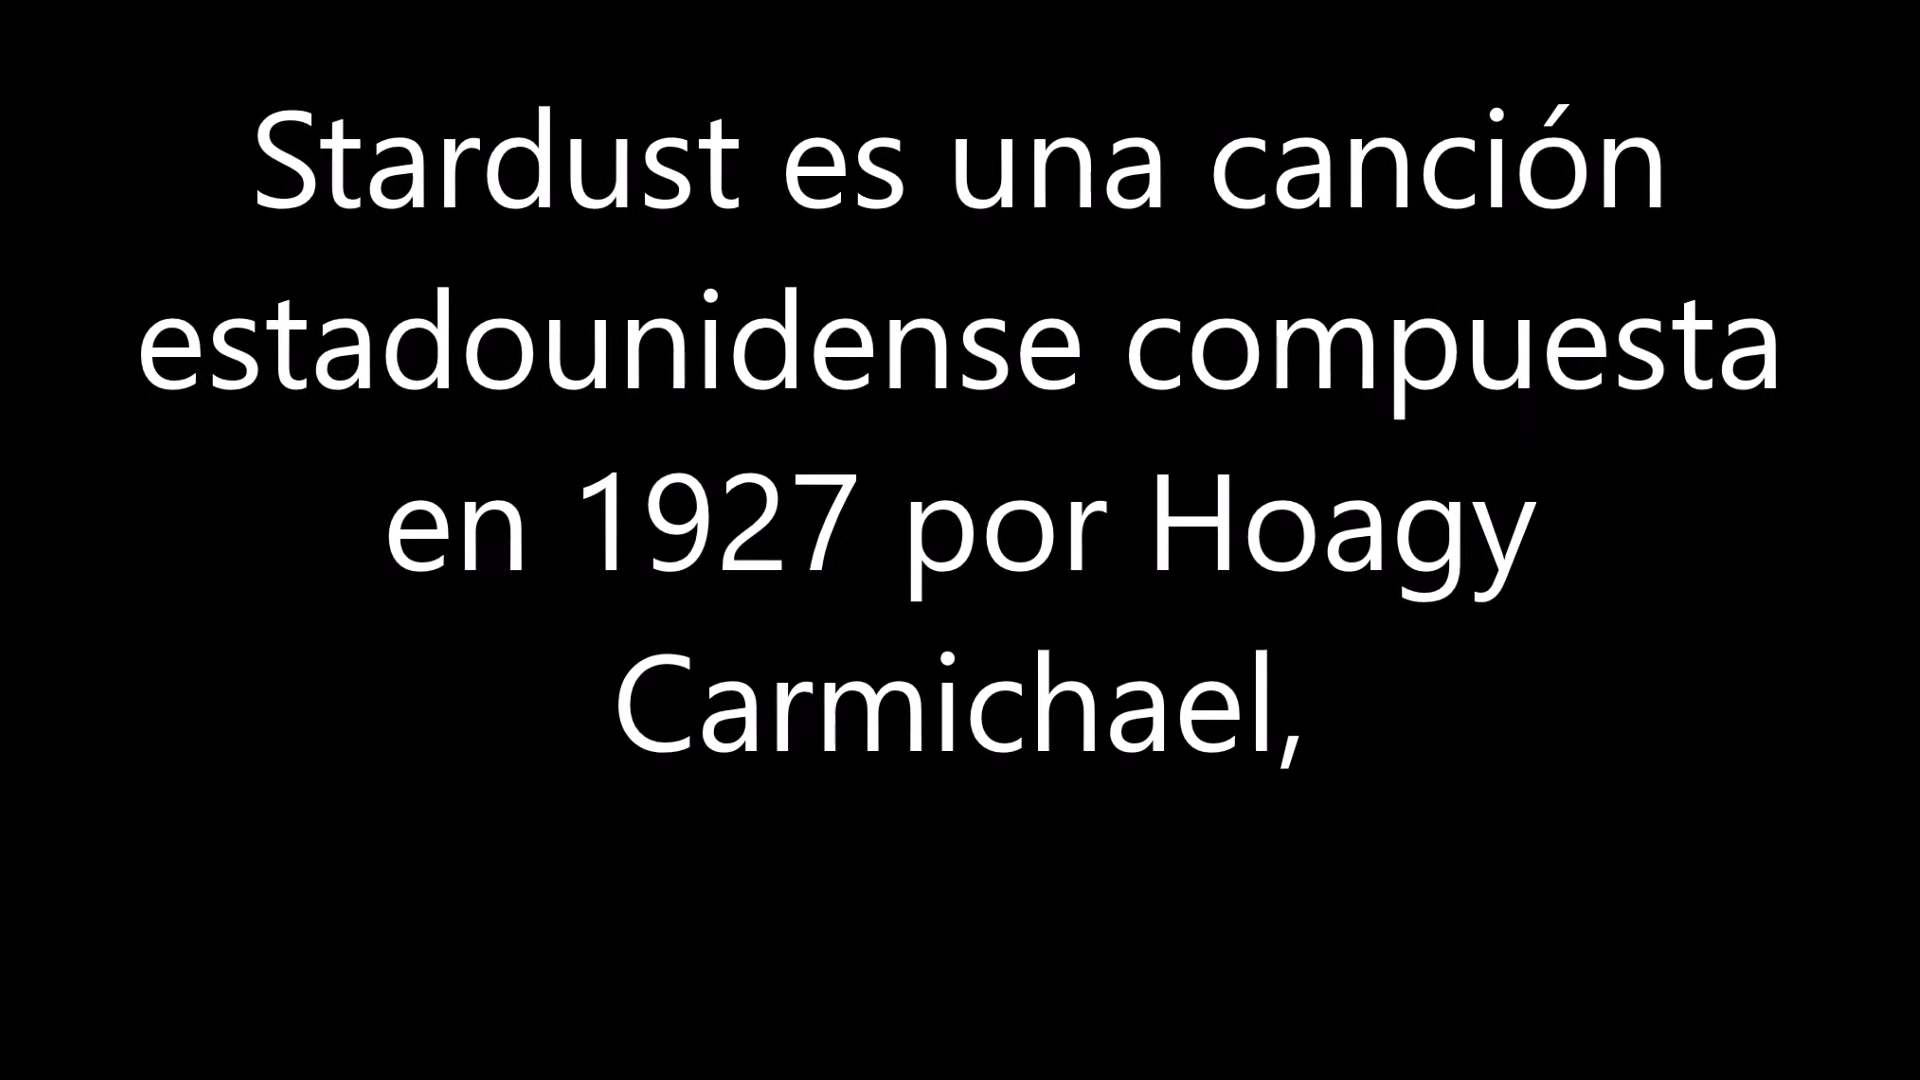 Stardust es una canción
estadounidense compuesta
en 1927 por Hoagy
Carmichael,